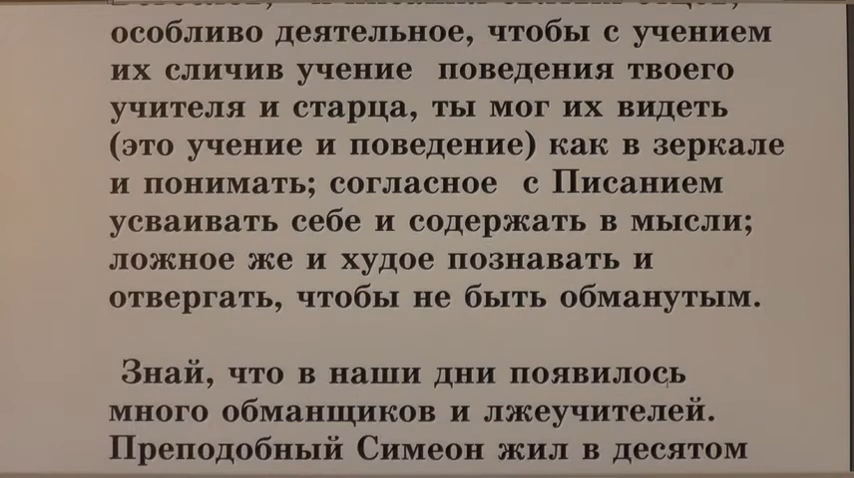 особливо деятельное, чтобы с учением
их сличив учение поведения твоего
учителя и старца, ты мог их видеть
(это учение и поведение) как в зеркале
и понимать; согласное с Писанием
усваивать себе и содержать в мысли;
ложное же и худое познавать и
отвергать, чтобы не быть обманутым.
Знай, что в наши дни появилось
много обманщиков и лжеучителей.
Преподобный Симеон жил в десятом